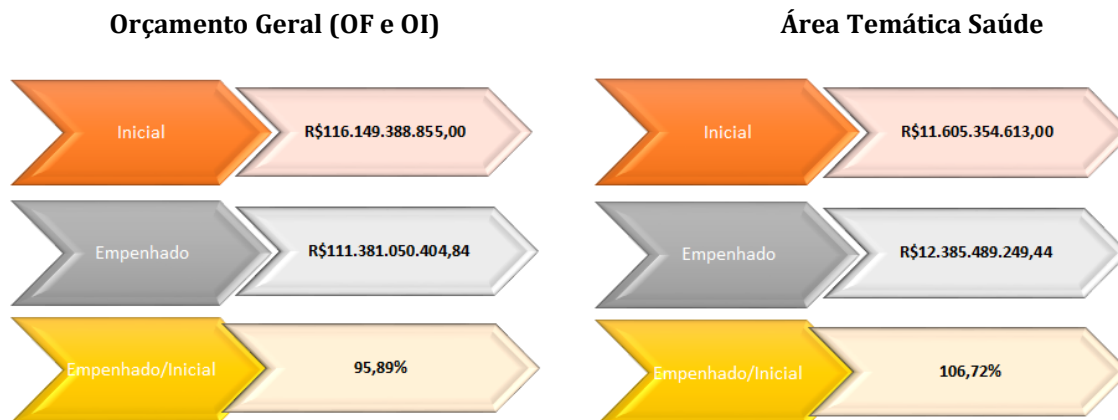 Orçamento Geral (OF e OI)
Inicial
R$116.149.388.855,00
Empenhado
R$111.381.050.404,84
Empenhado/Inicial
95,89%
Área Temática Saúde
Inicial
R$11.605.354.613,00
Empenhado
R$12.385.489.249,44
Empenhado/Inicial
106,72%